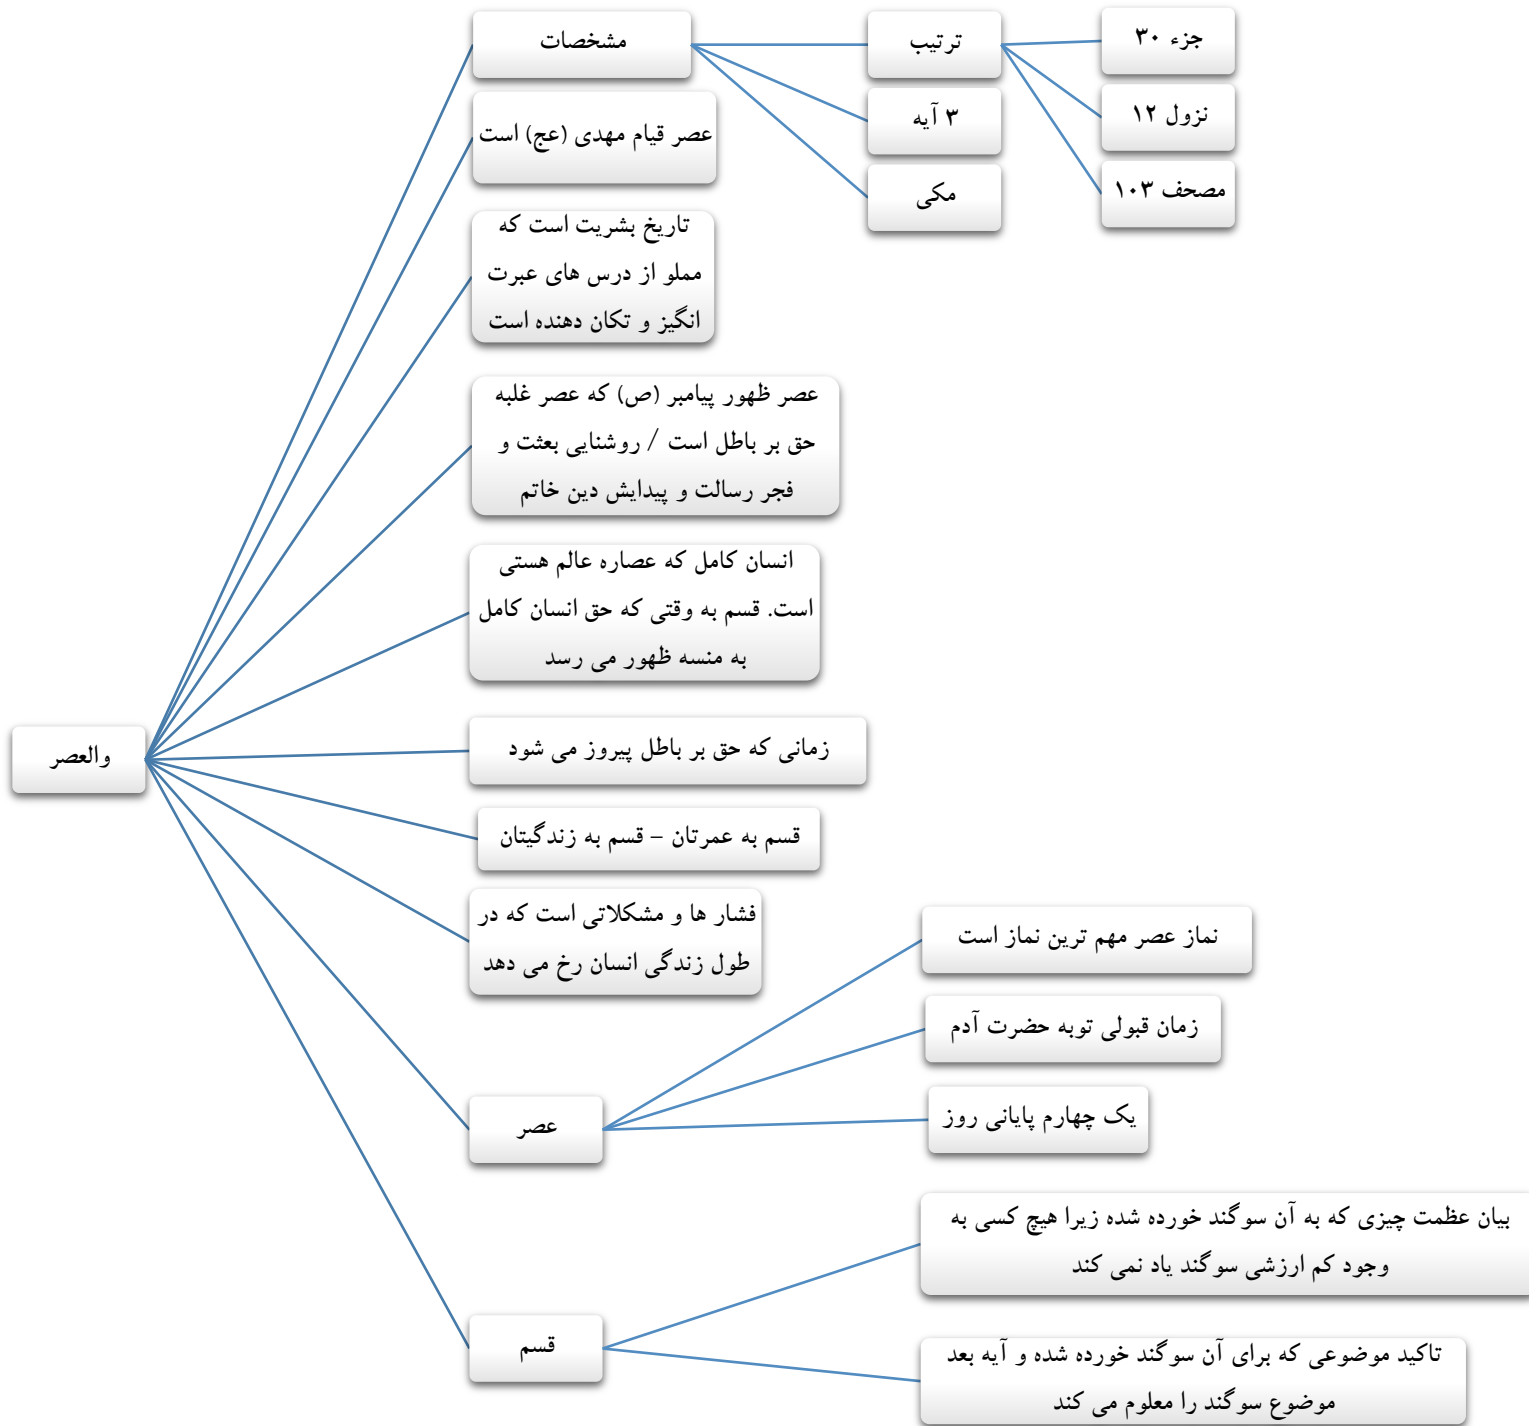 والعصر
مشخصات
ترتیب
جزء ۳۰
نزول ۱۲
مصحف ۱۰۳
۳ آیه
مکی
عصر قیام مهدی (عج) است
تاریخ بشریت است که
مملو از درس های عبرت
انگیز و تکان دهنده است
عصر ظهور پیامبر (ص) که عصر غلبه
حق بر باطل است / روشنایی بعثت و
فجر رسالت و پیدایش دین خاتم
انسان کامل که عصاره عالم هستی
است. قسم به وقتی که حق انسان کامل
به منسه ظهور می رسد
زمانی که حق بر باطل پیروز می شود
قسم به عمرتان – قسم به زندگیتان
فشار ها و مشکلاتی است که در
طول زندگی انسان رخ می دهد
عصر
نماز عصر مهم ترین نماز است
زمان قبولی توبه حضرت آدم
یک چهارم پایانی روز
قسم
بیان عظمت چیزی که به آن سوگند خورده شده زیرا هیچ کسی به
وجود کم ارزشی سوگند یاد نمی کند
تاکید موضوعی که برای آن سوگند خورده شده و آیه بعد
موضوع سوگند را معلوم می کند